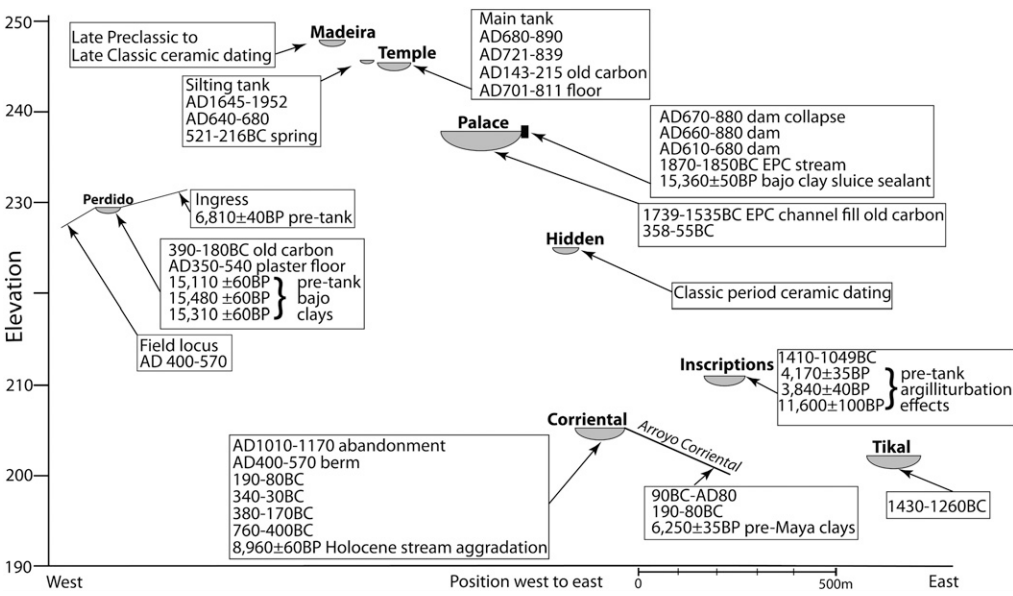 250
240
230
210
200
190
Elevation
Late Preclassic to
Late Classic ceramic dating
Madeira
Temple
Main tank
AD680-890
AD721-839
AD143-215 old carbon
AD701-811 floor
Silting tank
AD1645-1952
AD640-680
521-216BC spring
Palace
AD670-880 dam collapse
AD660-880 dam
AD610-680 dam
1870-1850BC EPC stream
15,360±50BP bajo clay sluice sealant
1739-1535BC EPC channel fill old carbon
358-55BC
Perdido
Ingress
6,810±40BP pre-tank
390-180BC old carbon
AD350-540 plaster floor
15,110 ±60BP } pre-tank
15,480 ±60BP } bajo
15,310 ±60BP } clays
Field locus
AD 400-570
Hidden
Classic period ceramic dating
Inscriptions
1410-1049BC
4,170±35BP } pre-tank
3,840±40BP } argilliturbation
11,600±100BP } effects
Corriental
Arroyo Corriental
AD1010-1170 abandonment
AD400-570 berm
190-80BC
340-30BC
380-170BC
760-400BC
8,960±60BP Holocene stream aggradation
90BC-AD80
190-80BC
6,250±35BP pre-Maya clays
Tikal
1430-1260BC
West
Position west to east
0
500m
East